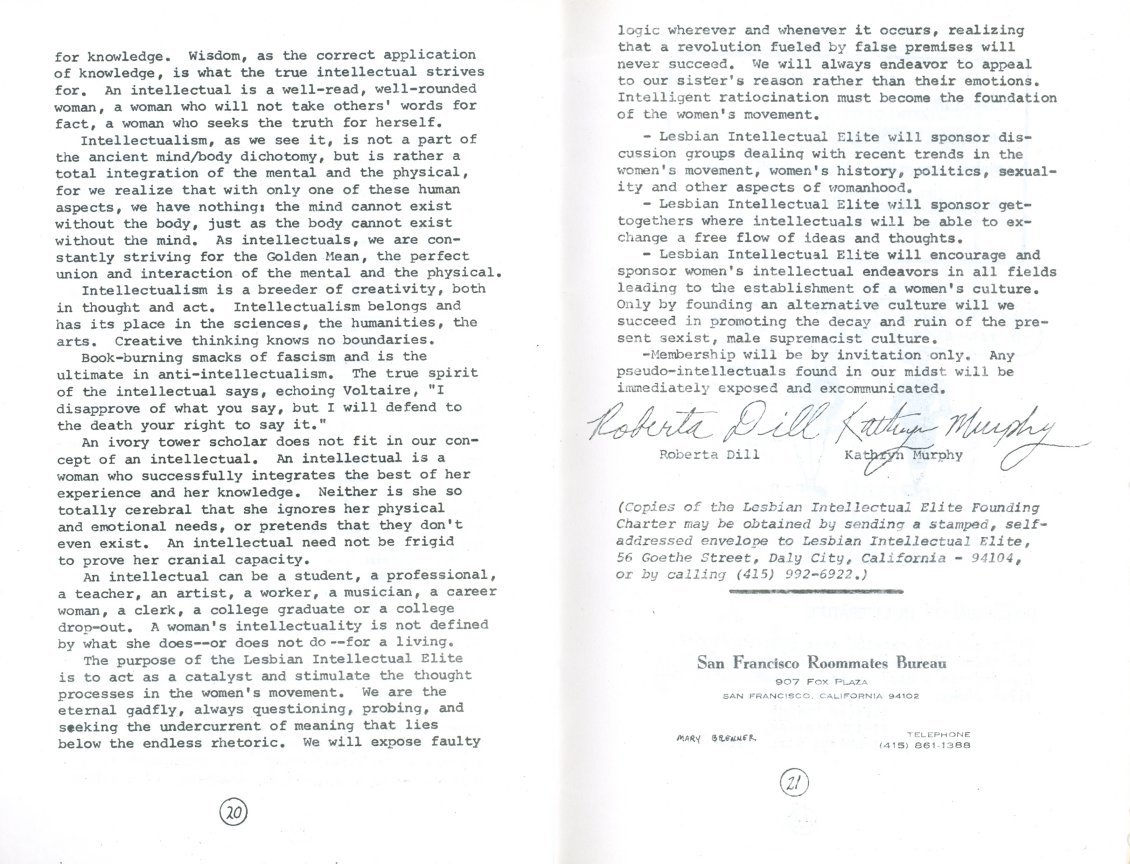 for knowledge. Wisdom, as the correct application
of knowledge, is what the true intellectual strives
for. An intellectual is a well-read, well-rounded
woman, a woman who will not take others' words for
fact, a woman who seeks the truth for herself.
Intellectualism, as we see it, is not a part of
the ancient mind/body dichotomy, but is rather a
total integration of the mental and the physical,
for we realize that with only one of these human
aspects, we have nothing: the mind cannot exist
without the body, just as the body cannot exist
without the mind. As intellectuals, we are con-
stantly striving for the Golden Mean, the perfect
union and interaction of the mental and the physical.
Intellectualism is a breeder of creativity, both
in thought and act. Intellectualism belongs and
has its place in the sciences, the humanities, the
arts. Creative thinking knows no boundaries.
Book-burning smacks of fascism and is the
ultimate in anti-intellectualism. The true spirit
of the intellectual says, echoing Voltaire, "I
disapprove of what you say, but I will defend to
the death your right to say it."
An ivory tower scholar does not fit in our con-
cept of an intellectual. An intellectual is a
woman who successfully integrates the best of her
experience and her knowledge. Neither is she so
totally cerebral that she ignores her physical
and emotional needs, or pretends that they don't
even exist. An intellectual need not be frigid
to prove her cranial capacity.
An intellectual can be a student, a professional,
a teacher, an artist, a worker, a musician, a career
woman, a clerk, a college graduate or a college
drop-out. A woman's intellectuality is not defined
by what she does--or does not do--for a living.
The purpose of the Lesbian Intellectual Elite
is to act as a catalyst and stimulate the thought
processes in the women's movement. We are the
eternal gadfly, always questioning, probing, and
seeking the undercurrent of meaning that lies
below the endless rhetoric. We will expose faulty
20
logic wherever and whenever it occurs, realizing
that a revolution fueled by false premises will
never succeed. We will always endeavor to appeal
to our sister's reason rather than their emotions.
Intelligent ratiocination must become the foundation
of the women's movement.
- Lesbian Intellectual Elite will sponsor dis-
cussion groups dealing with recent trends in the
women's movement, women's history, politics, sexual-
ity and other aspects of womanhood.
- Lesbian Intellectual Elite will sponsor get-
togethers where intellectuals will be able to ex-
change a free flow of ideas and thoughts.
- Lesbian Intellectual Elite will encourage and
sponsor women's intellectual endeavors in all fields
leading to the establishment of a women's culture.
Only by founding an alternative culture will we
succeed in promoting the decay and ruin of the pre-
sent sexist, male supremacist culture.
-Membership will be by invitation only. Any
pseudo-intellectuals found in our midst will be
immediately exposed and excommunicated.
Roberta Dill Kathryn Murphy
Roberta Dill Kathryn Murphy
(Copies of the Lesbian Intellectual Elite Founding
Charter may be obtained by sending a stamped, self-
addressed envelope to Lesbian Intellectual Elite,
56 Goethe Street, Daly City, California - 94104,
or by calling (415) 992-6922.)
San Francisco Roommates Bureau
907 FOX PLAZA
SAN FRANCISCO, CALIFORNIA 94102
MARY BRENNER
TELEPHONE
(415) 861-1388
21